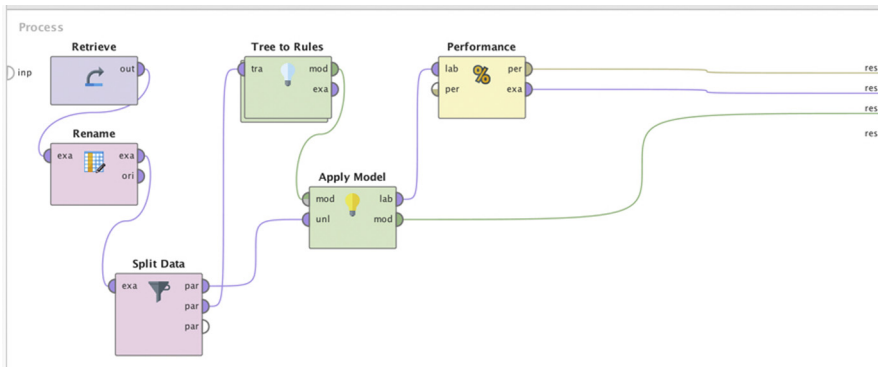 Process
Retrieve
Tree to Rules
Performance
inp
out
tra
mod
exa
lab
per
per
exa
res
res
res
res
Rename
exa
exa
ori
Apply Model
mod
unl
lab
mod
Split Data
exa
par
par
par